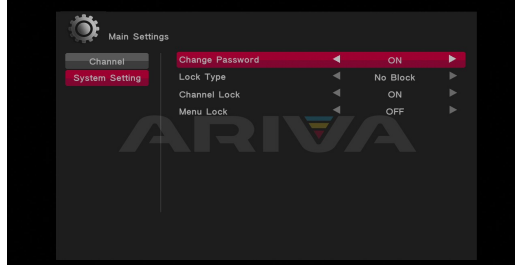 Main Settings
Channel
System Setting
Change Password ON
Lock Type No Block
Channel Lock ON
Menu Lock OFF
ARIVA